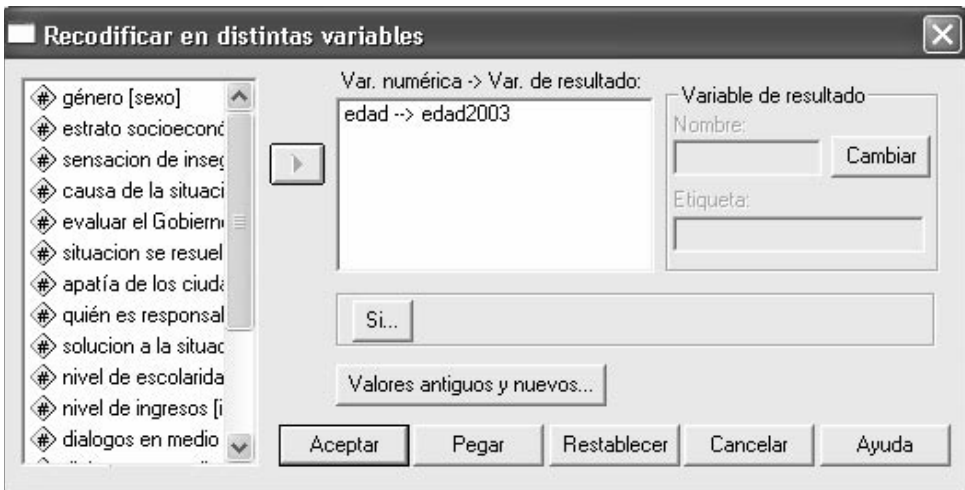 Recodificar en distintas variables
género [sexo]
estrato socioeconó
sensacion de inseg
causa de la situaci
evaluar el Gobiern
situacion se resuel
apatía de los ciuda
quién es responsal
solucion a la situac
nivel de escolarida
nivel de ingresos [i
dialogos en medio
Var. numérica -> Var. de resultado:
edad --> edad2003
Variable de resultado
Nombre:
Cambiar
Etiqueta:
Si...
Valores antiguos y nuevos...
Aceptar
Pegar
Restablecer
Cancelar
Ayuda